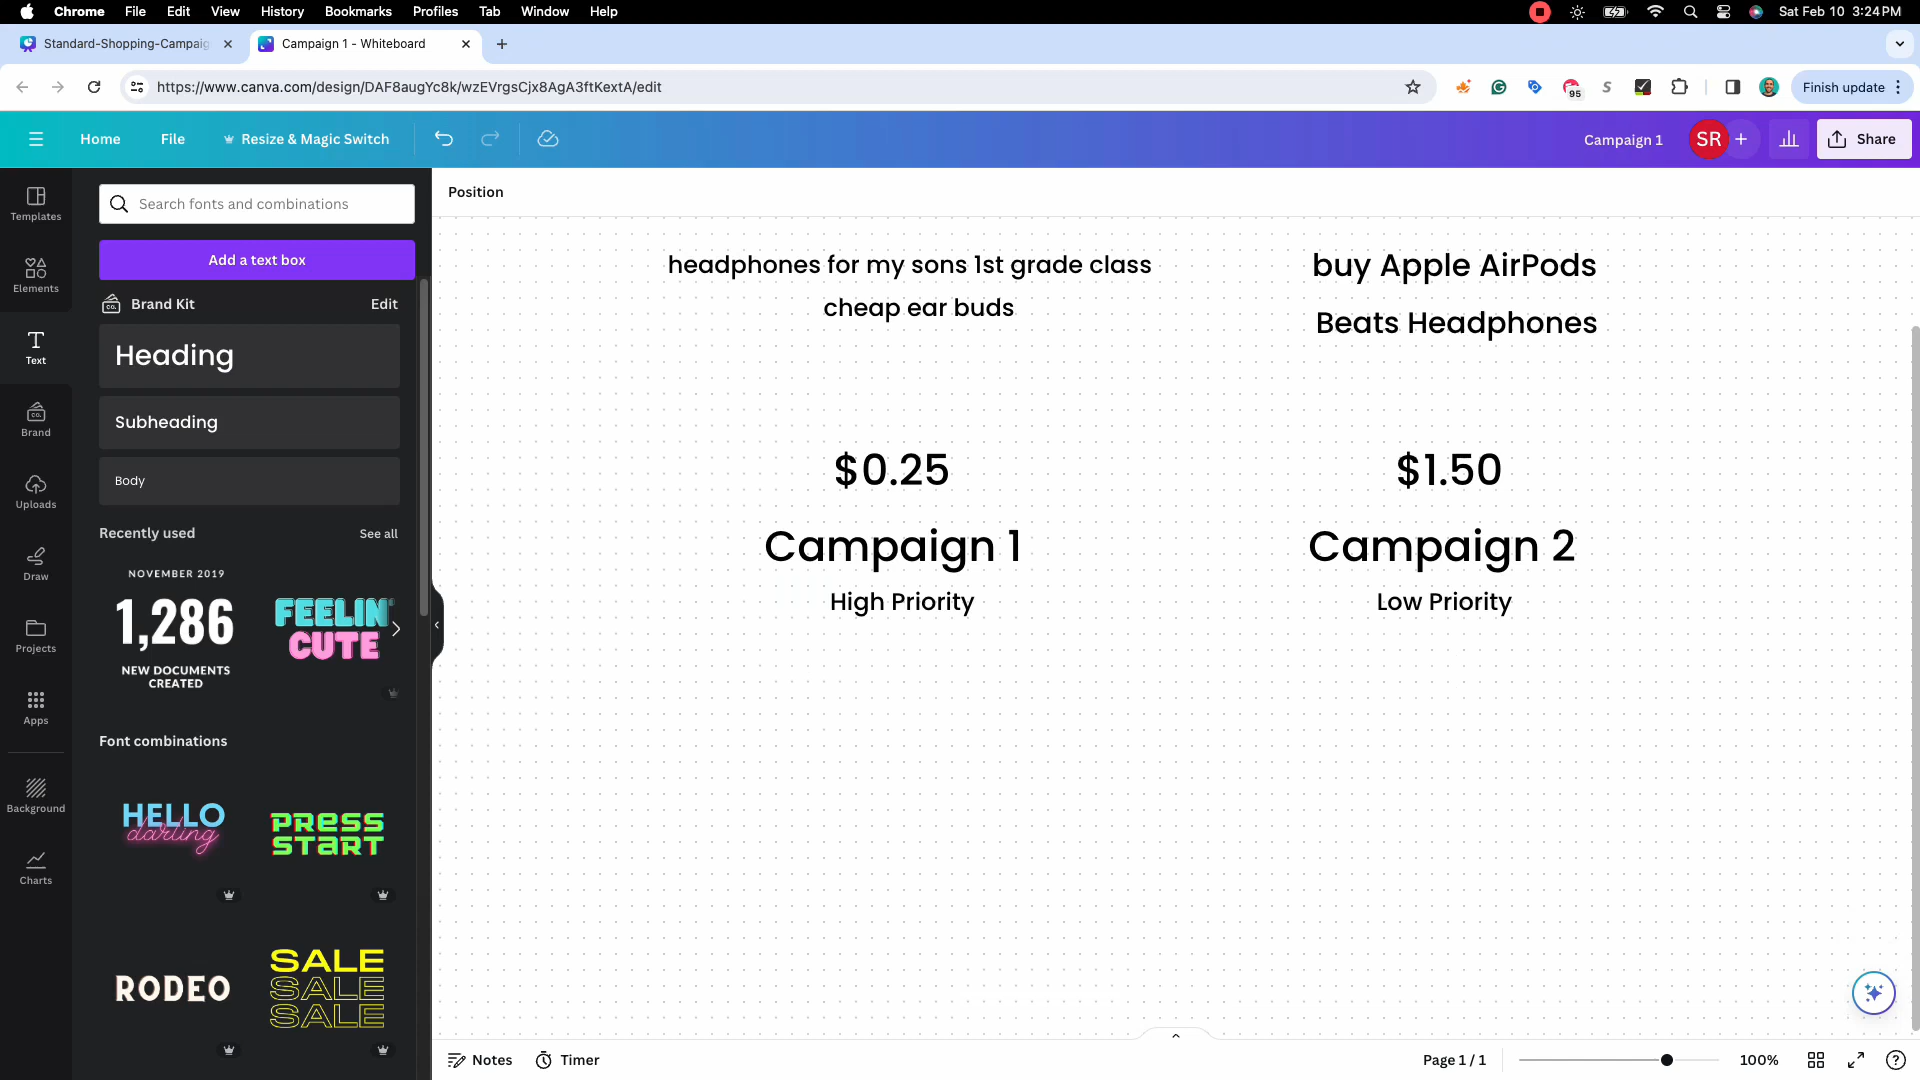 Chrome File Edit View History Bookmarks Profiles Tab Window Help
Sat Feb 10 3:24 PM
Standard-Shopping-Campaig
Campaign 1 - Whiteboard
https://www.canva.com/design/DAF8augYc8k/wzEVrgsCjx8AgA3ftKextA/edit
S
95
Finish update
Home File Resize & Magic Switch
Campaign 1
SR
Share
Templates
Elements
Text
Brand
Uploads
Draw
Projects
Apps
Background
Charts
Search fonts and combinations
Add a text box
Brand Kit Edit
Heading
Subheading
Body
Recently used See all
NOVEMBER 2019
1,286
NEW DOCUMENTS
CREATED
FEELIN'
CUTE
Font combinations
HELLO
darling
PRESS
START
RODEO
SALE
SALE
SALE
Position
headphones for my sons 1st grade class
cheap ear buds
buy Apple AirPods
Beats Headphones
$0.25
Campaign 1
High Priority
$1.50
Campaign 2
Low Priority
Notes Timer
Page 1 / 1
100%